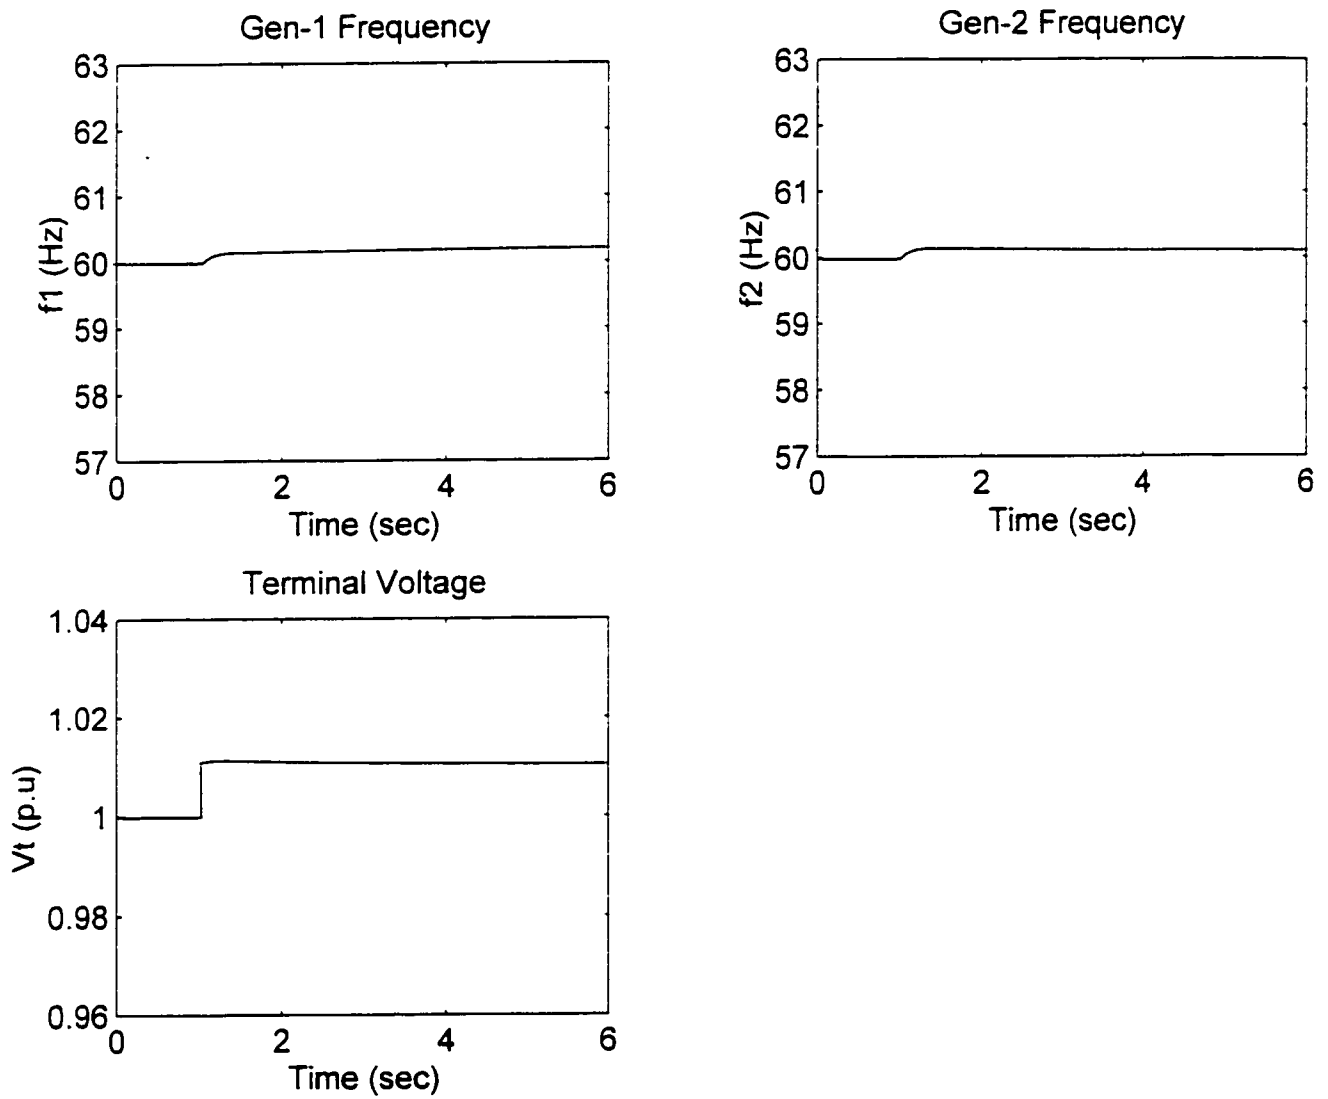 Gen-1 Frequency
63
62
61
60
59
58
57
f1 (Hz)
0 2 4 6
Time (sec)
Gen-2 Frequency
63
62
61
60
59
58
57
f2 (Hz)
0 2 4 6
Time (sec)
Terminal Voltage
1.04
1.02
1
0.98
0.96
Vt (p.u)
0 2 4 6
Time (sec)